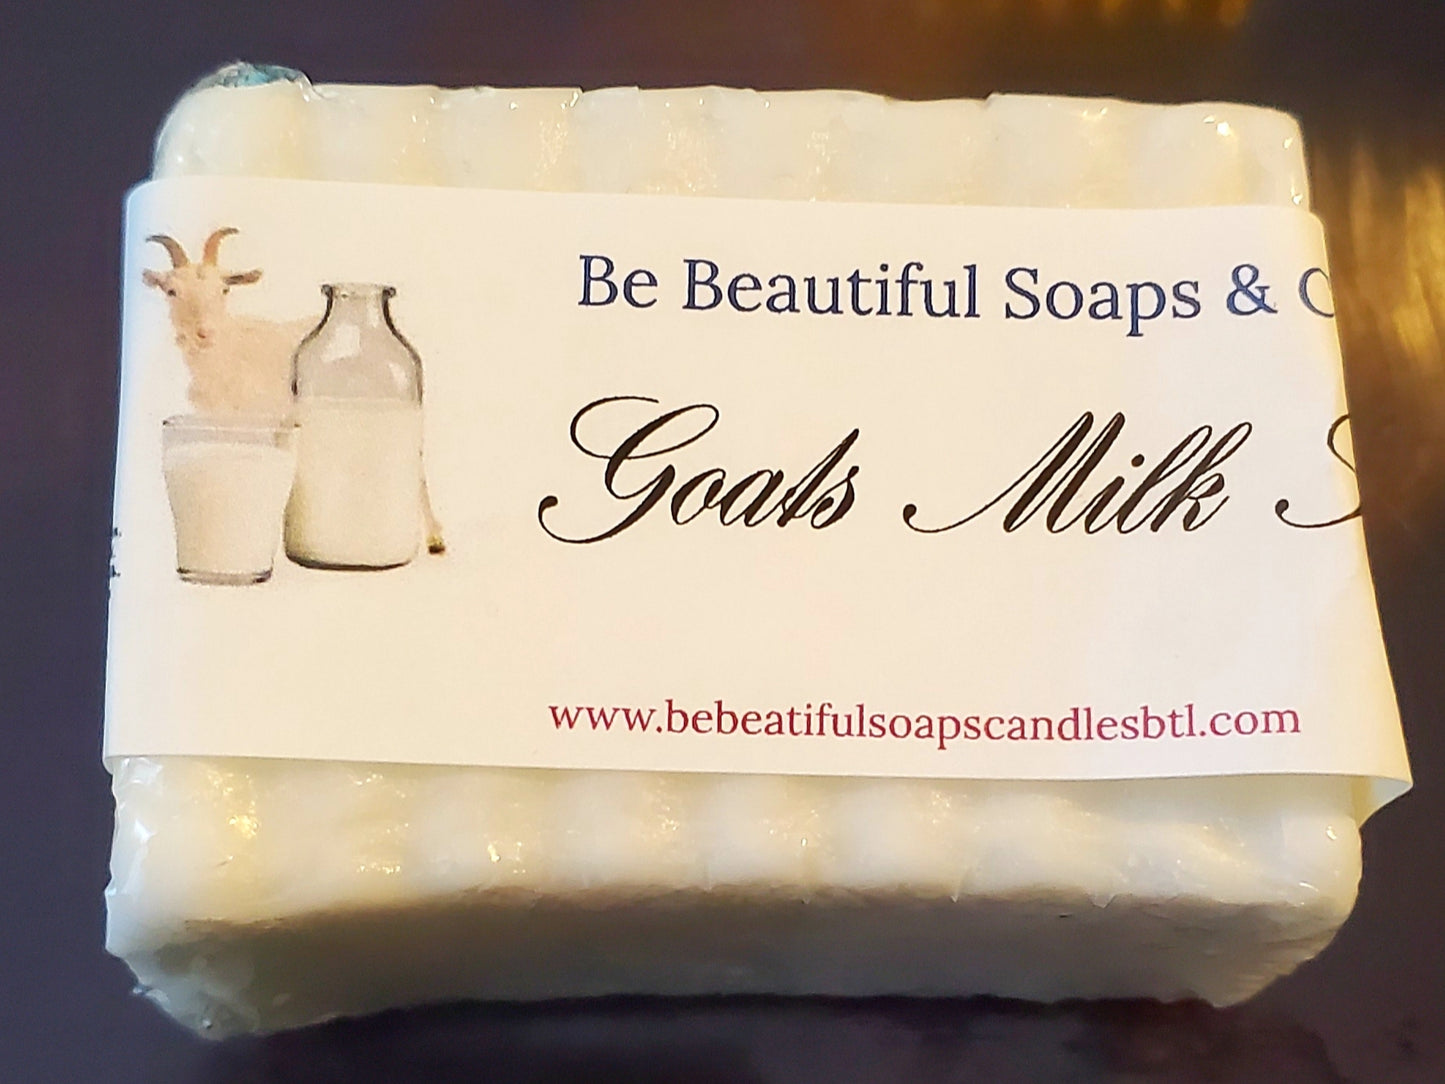 Be Beautiful Soaps &
Goats Milk
www.bebeatifulsoapscandlesbtl.com